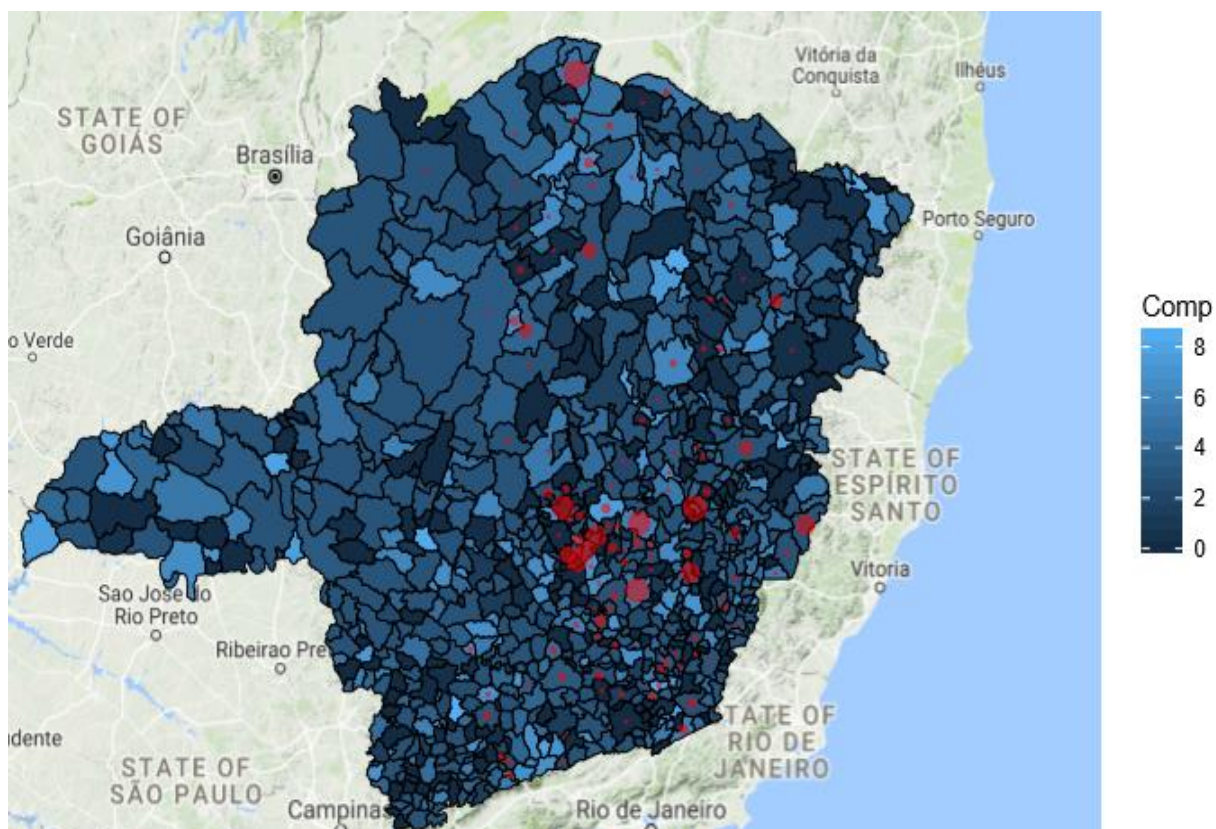 Vitória da
Conquista
Ilhéus
STATE OF
GOIÁS
Brasília
Porto Seguro
Goiânia
Comp
8
6
4
2
0
o Verde
STATE OF
ESPÍRITO
SANTO
Vitoria
Sao Jose do
Rio Preto
Ribeirao Pre
STATE OF
RIO DE
JANEIRO
udente
STATE OF
SÃO PAULO
Campinas
Rio de Janeiro